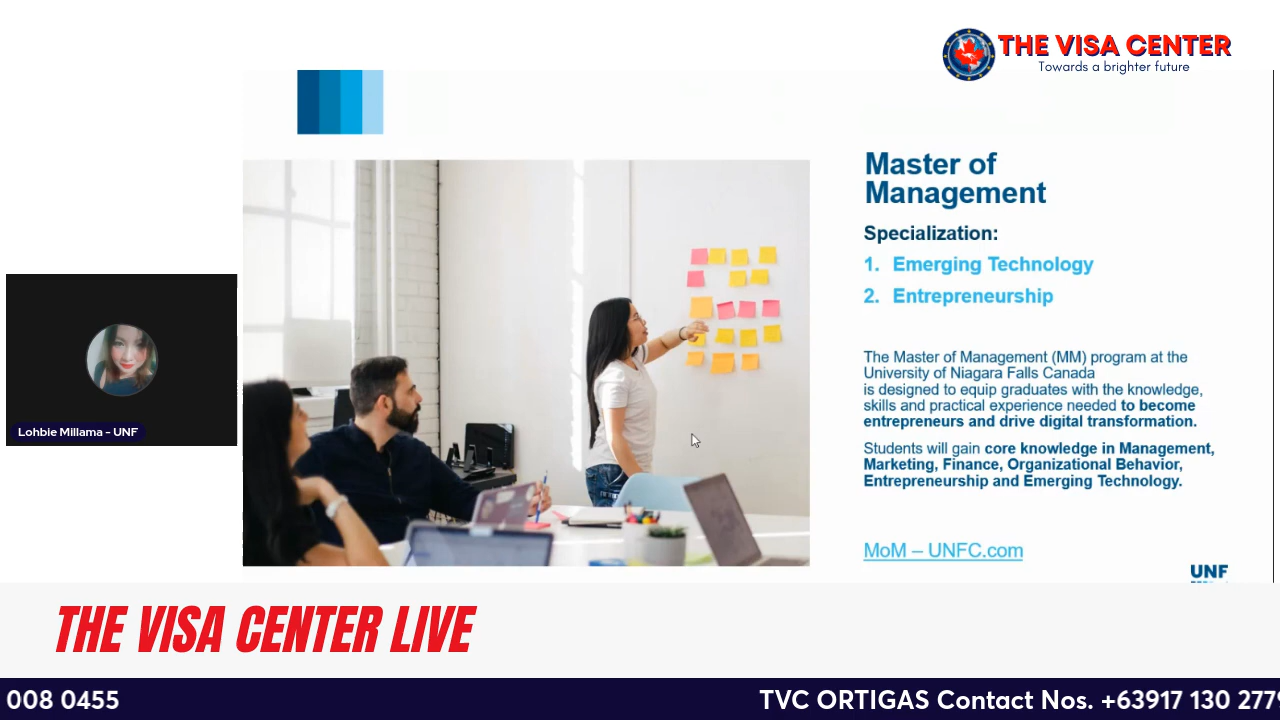 THE VISA CENTER
Towards a brighter future
Master of
Management
Specialization:
1. Emerging Technology
2. Entrepreneurship
The Master of Management (MM) program at the
University of Niagara Falls Canada
is designed to equip graduates with the knowledge,
skills and practical experience needed to become
entrepreneurs and drive digital transformation.
Students will gain core knowledge in Management,
Marketing, Finance, Organizational Behavior,
Entrepreneurship and Emerging Technology.
MoM – UNFC.com
UNF
Lohbie Millama - UNF
THE VISA CENTER LIVE
008 0455
TVC ORTIGAS Contact Nos. +63917 130 277